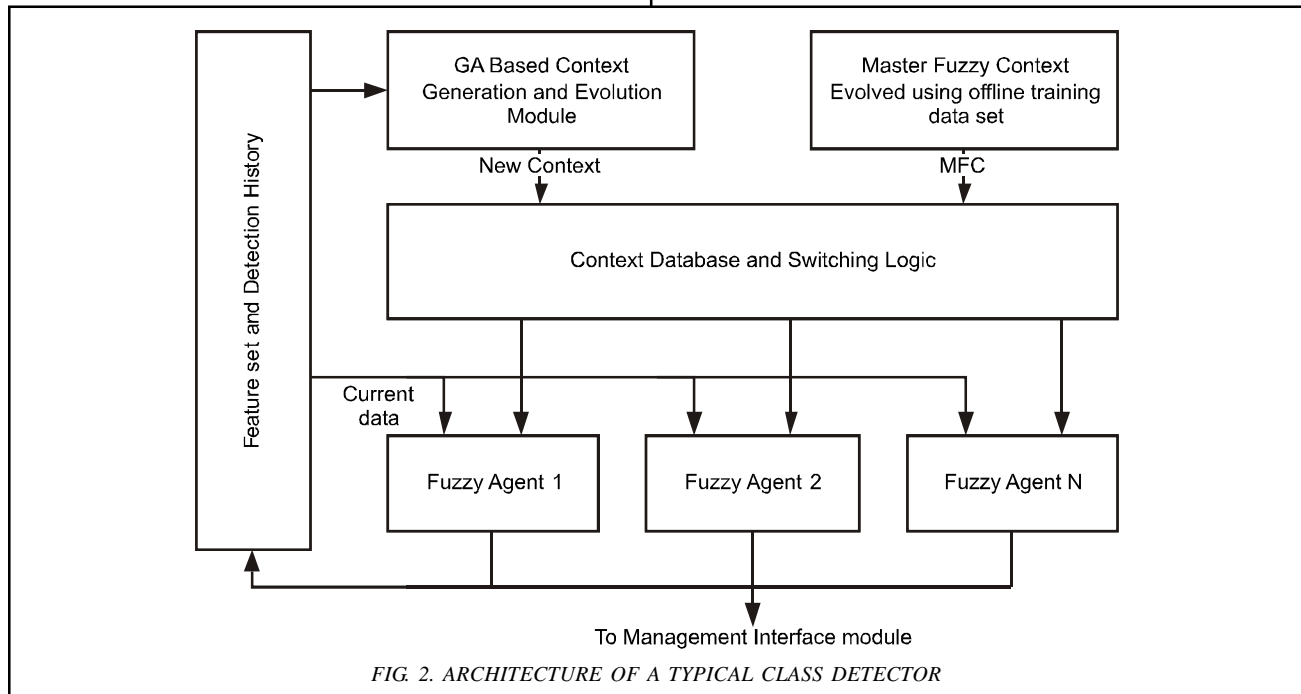 Feature set and Detection History
GA Based Context
Generation and Evolution
Module
Master Fuzzy Context
Evolved using offline training
data set
New Context
MFC
Context Database and Switching Logic
Current
data
Fuzzy Agent 1
Fuzzy Agent 2
Fuzzy Agent N
To Management Interface module
FIG. 2. ARCHITECTURE OF A TYPICAL CLASS DETECTOR